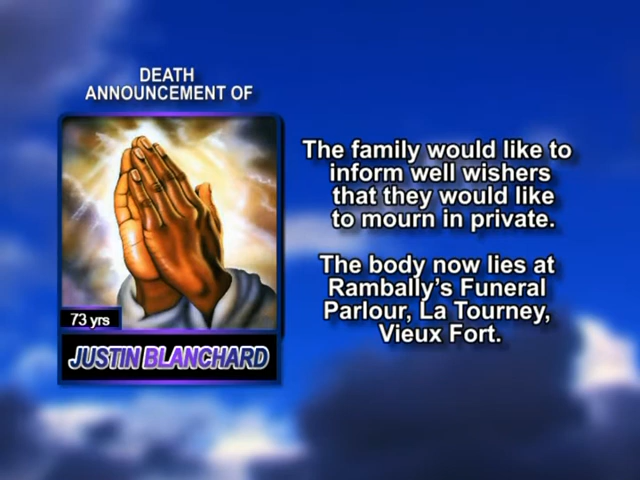 DEATH
ANNOUNCEMENT OF
73 yrs
JUSTIN BLANCHARD
The family would like to
inform well wishers
that they would like
to mourn in private.
The body now lies at
Rambally's Funeral
Parlour, La Tourney,
Vieux Fort.